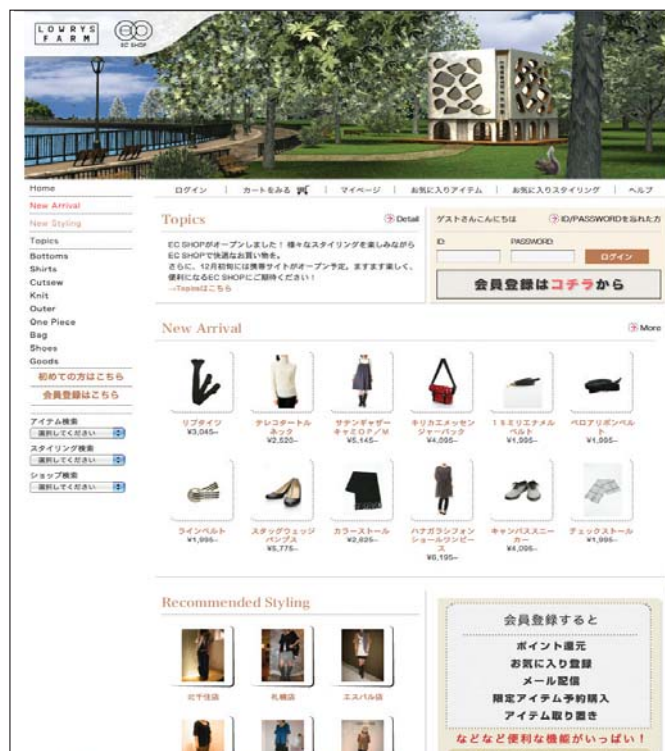 LOWRYS
FARM
EC SHOP
Home
New Arrival
New Styling
Topics
Bottoms
Shirts
Cutsew
Knit
Outer
One Piece
Bag
Shoes
Goods
初めての方はこちら
会員登録はこちら
アイテム検索
選択してください
スタイリング検索
選択してください
ショップ検索
選択してください
ログイン | カートをみる | マイページ | お気に入りアイテム | お気に入りスタイリング | ヘルプ
Topics
Detail
EC SHOPがオープンしました！ 様々なスタイリングを楽しみながら
EC SHOPで快適なお買い物を。
さらに、12月初旬には携帯サイトがオープン予定。ますます楽しく、
便利になるEC SHOPにご期待ください！
→Topicsはこちら
ゲストさんこんにちは
ID/PASSWORDを忘れた方
ID:
PASSWORD:
ログイン
会員登録はコチラから
New Arrival
More
リブタイツ
¥3,045-
テレコタートル
ネック
¥2,520-
サテンギャザー
キャミOP／M
¥5,145-
キリカエメッセン
ジャーバック
¥4,095-
１５ミリエナメル
ベルト
¥1,995-
ベロアリボンベル
ト
¥1,995-
ラインベルト
¥1,995-
スタッグウェッジ
パンプス
¥5,775-
カラーストール
¥2,625-
ハナガラシフォン
ショールワンピー
ス
¥6,195-
キャンバススニー
カー
¥4,095-
チェックストール
¥1,995-
Recommended Styling
北千住店
札幌店
エスパル店
会員登録すると
ポイント還元
お気に入り登録
メール配信
限定アイテム予約購入
アイテム取り置き
などなど便利な機能がいっぱい！